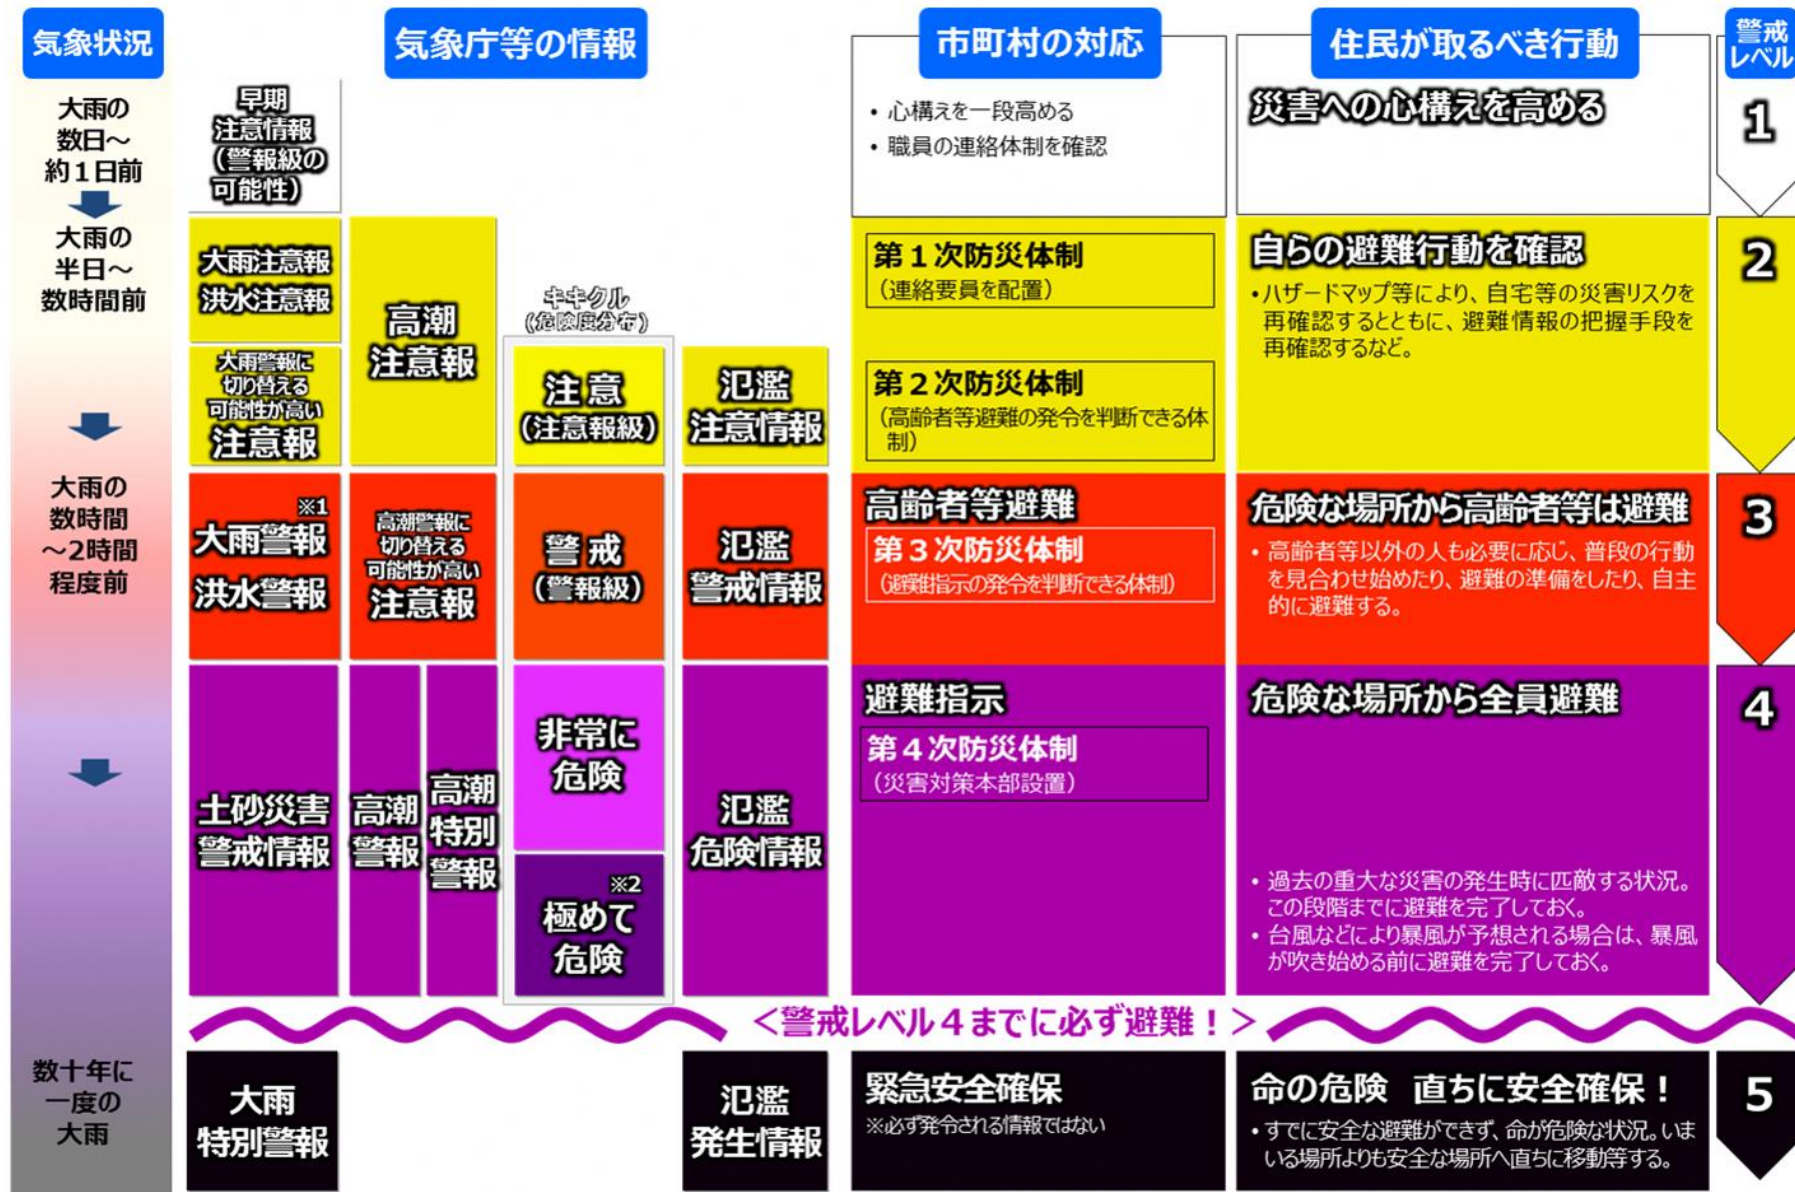 気象状況
気象庁等の情報
市町村の対応
住民が取るべき行動
警戒
レベル
大雨の
数日～
約１日前
早期
注意情報
（警報級の
可能性）
・心構えを一段高める
・職員の連絡体制を確認
災害への心構えを高める
1
大雨の
半日～
数時間前
大雨注意報
洪水注意報
大雨警報に
切り替える
可能性が高い
注意報
高潮
注意報
キキクル
（危険度分布）
注意
（注意報級）
氾濫
注意情報
第１次防災体制
（連絡要員を配置）
第２次防災体制
（高齢者等避難の発令を判断できる体
制）
自らの避難行動を確認
・ハザードマップ等により、自宅等の災害リスクを
再確認するとともに、避難情報の把握手段を
再確認するなど。
2
大雨の
数時間
～2時間
程度前
※1
大雨警報
洪水警報
高潮警報に
切り替える
可能性が高い
注意報
警戒
（警報級）
氾濫
警戒情報
高齢者等避難
第３次防災体制
（避難指示の発令を判断できる体制）
危険な場所から高齢者等は避難
・高齢者等以外の人も必要に応じ、普段の行動
を見合わせ始めたり、避難の準備をしたり、自主
的に避難する。
3
土砂災害
警戒情報
高潮
警報
高潮
特別
警報
非常に
危険
※2
極めて
危険
氾濫
危険情報
避難指示
第４次防災体制
（災害対策本部設置）
危険な場所から全員避難
・過去の重大な災害の発生時に匹敵する状況。
この段階までに避難を完了しておく。
・台風などにより暴風が予想される場合は、暴風
が吹き始める前に避難を完了しておく。
4
＜警戒レベル４までに必ず避難！＞
数十年に
一度の
大雨
大雨
特別警報
氾濫
発生情報
緊急安全確保
※必ず発令される情報ではない
命の危険　直ちに安全確保！
・すでに安全な避難ができず、命が危険な状況。いま
いる場所よりも安全な場所へ直ちに移動等する。
5